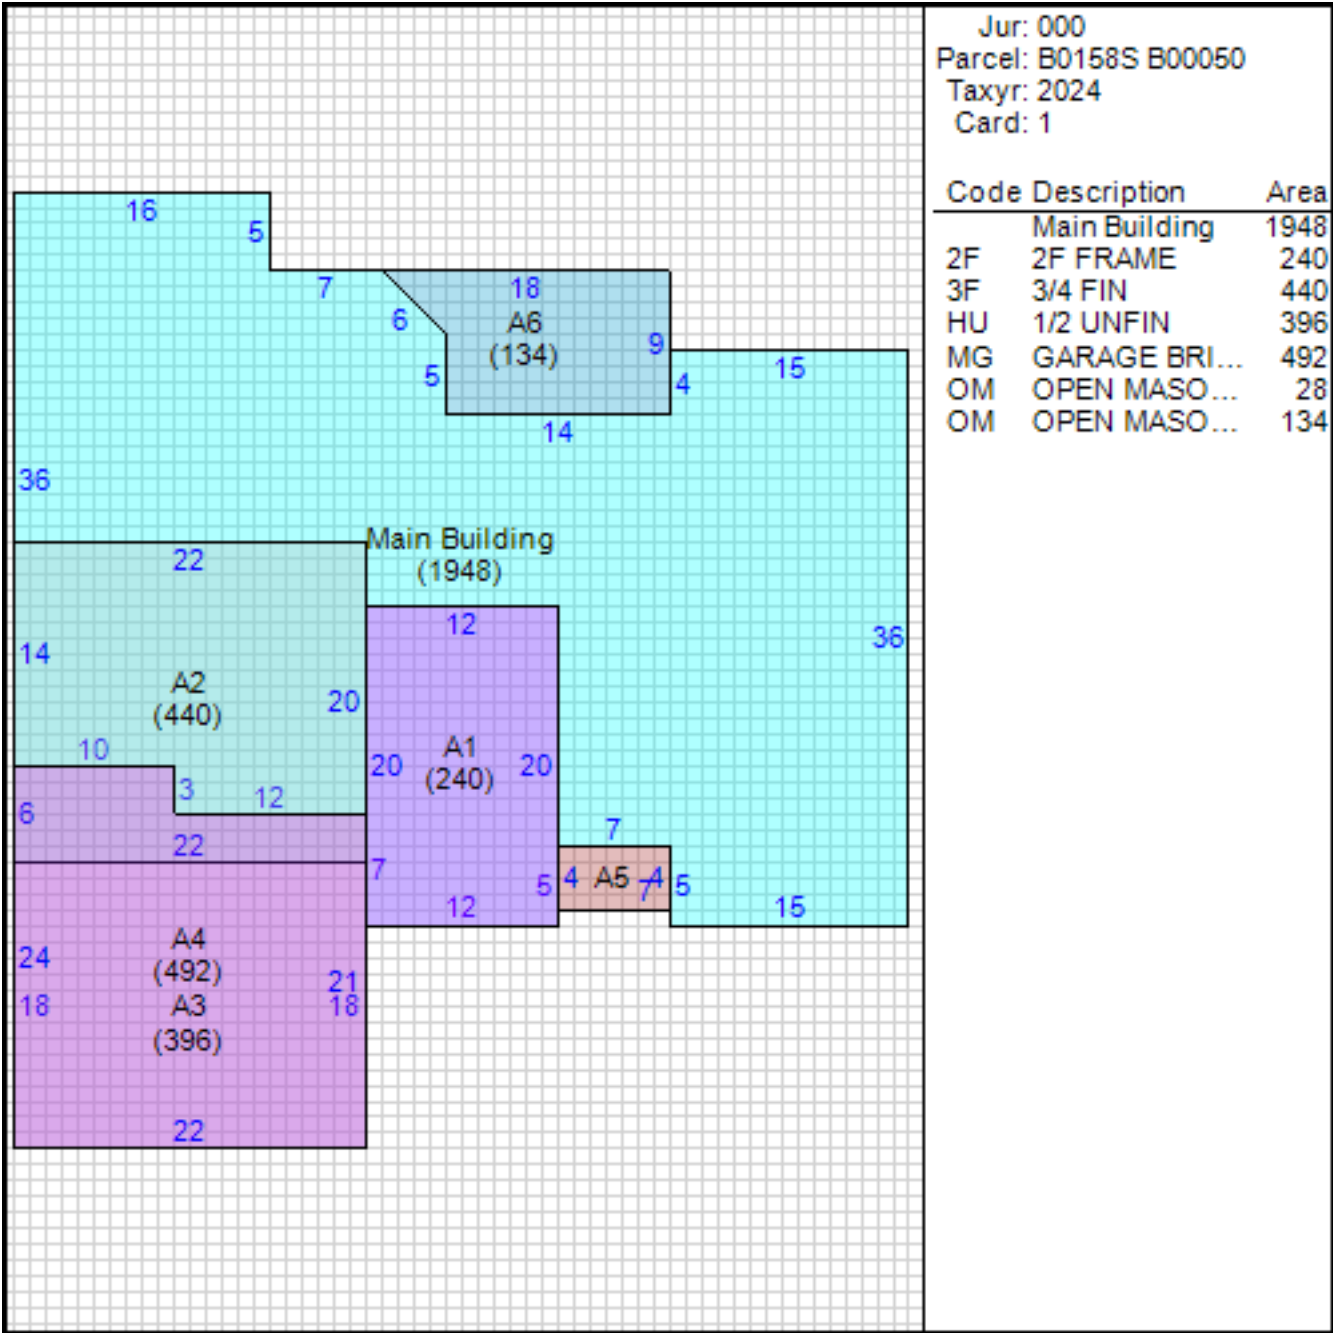 Jur: 000
Parcel: B0158S B00050
Taxyr: 2024
Card: 1
Code Description Area
Main Building 1948
2F 2F FRAME 240
3F 3/4 FIN 440
HU 1/2 UNFIN 396
MG GARAGE BRI... 492
OM OPEN MASO... 28
OM OPEN MASO... 134
16
5
7
18
6
A6
(134)
9
15
5
4
14
36
Main Building
(1948)
22
12
36
14
A2
(440)
20
10
A1
(240)
20
20
3
12
6
7
22
7
5
4
A5
7
4
5
12
15
A4
(492)
24
21
18
A3
18
(396)
22